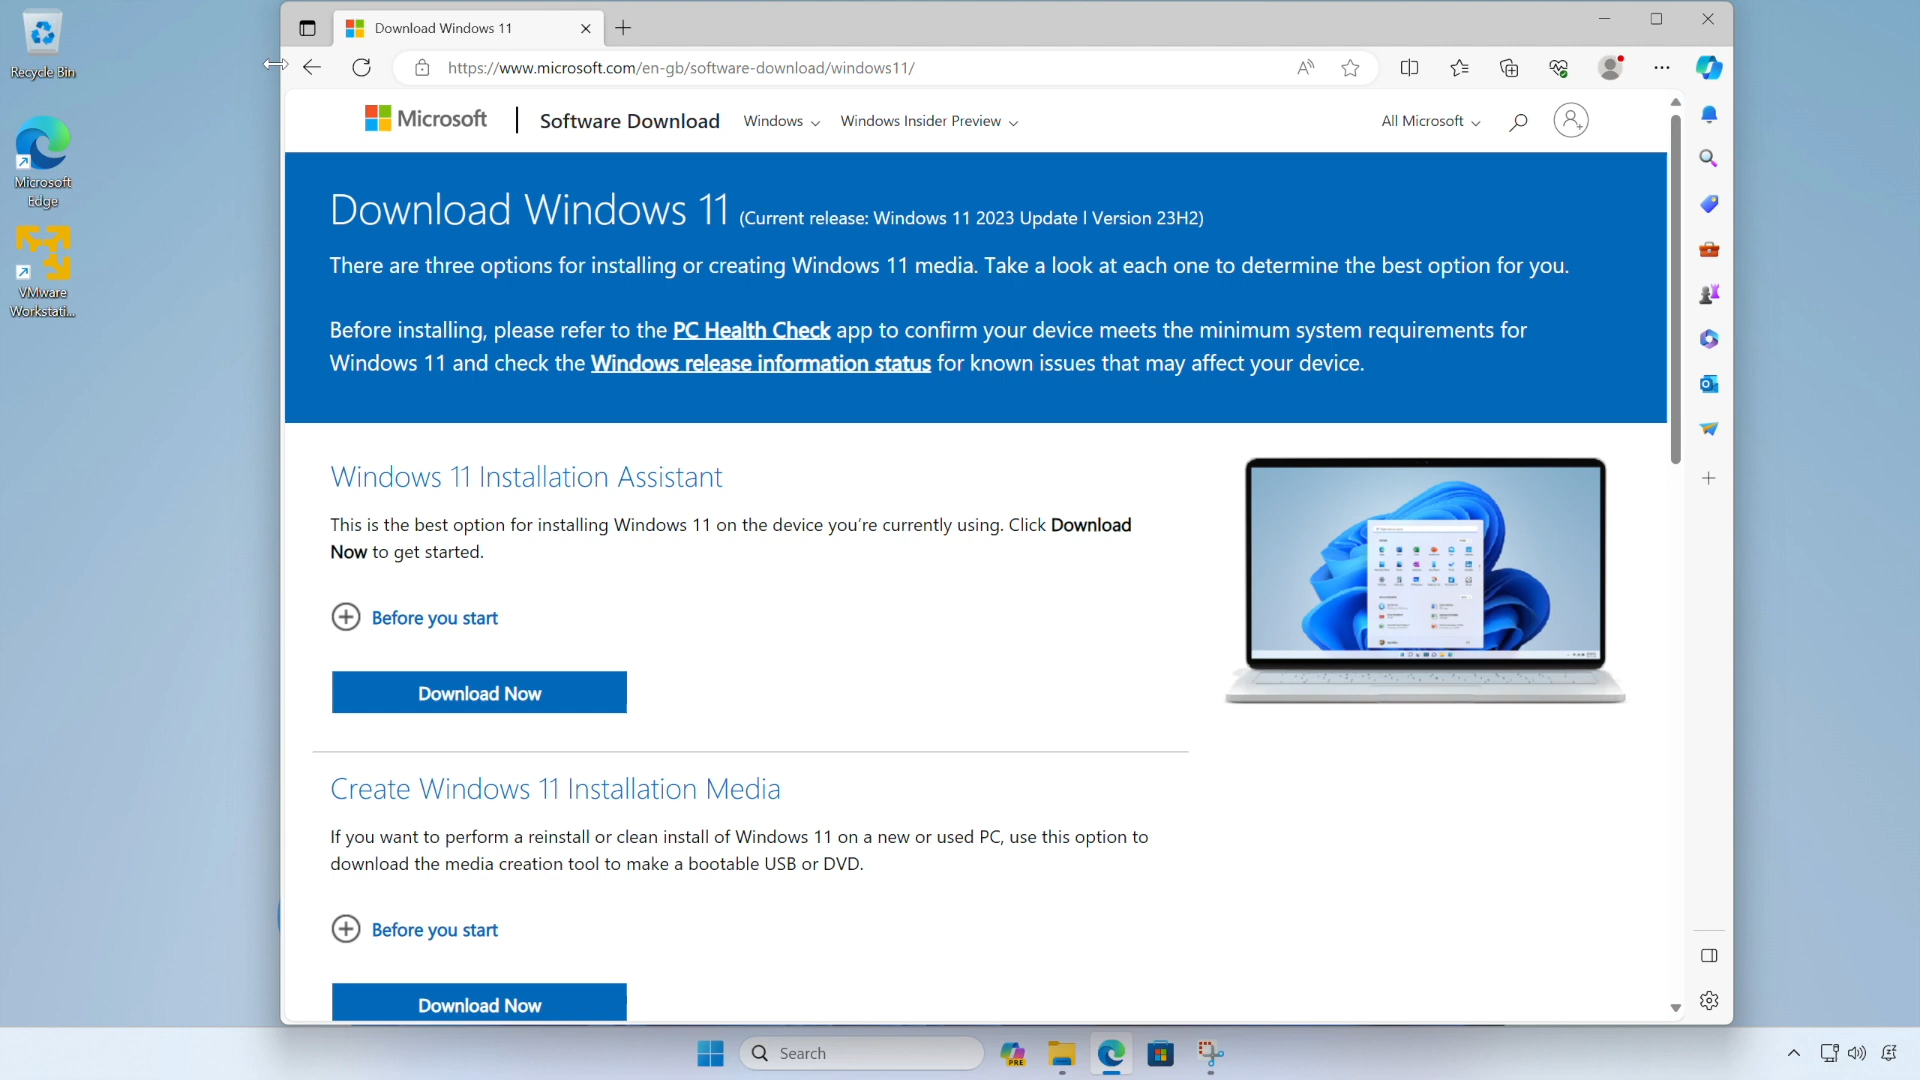 Recycle Bin
Microsoft
Edge
VMware
Workstati...
Download Windows 11
https://www.microsoft.com/en-gb/software-download/windows11/
Microsoft
Software Download
Windows
Windows Insider Preview
All Microsoft
Download Windows 11 (Current release: Windows 11 2023 Update l Version 23H2)
There are three options for installing or creating Windows 11 media. Take a look at each one to determine the best option for you.
Before installing, please refer to the PC Health Check app to confirm your device meets the minimum system requirements for
Windows 11 and check the Windows release information status for known issues that may affect your device.
Windows 11 Installation Assistant
This is the best option for installing Windows 11 on the device you're currently using. Click Download
Now to get started.
Before you start
Download Now
Create Windows 11 Installation Media
If you want to perform a reinstall or clean install of Windows 11 on a new or used PC, use this option to
download the media creation tool to make a bootable USB or DVD.
Before you start
Download Now
Search
PRE